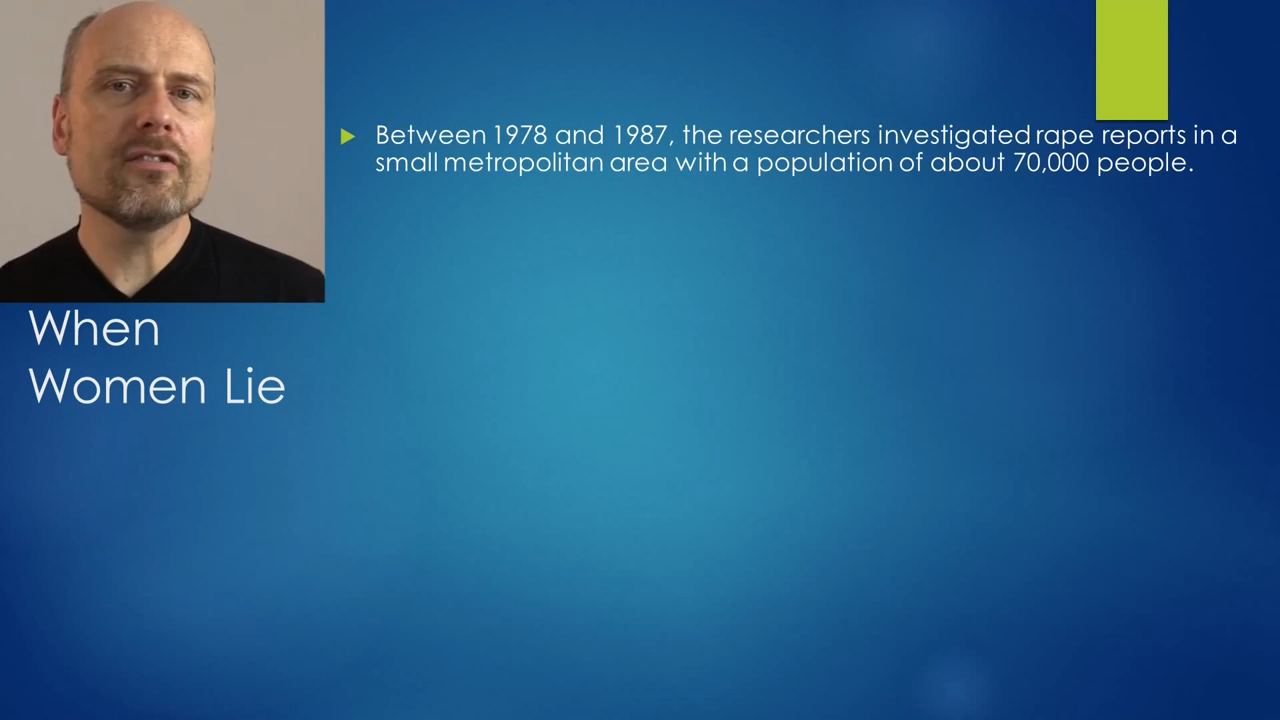 Between 1978 and 1987, the researchers investigated rape reports in a
small metropolitan area with a population of about 70,000 people.
When
Women Lie